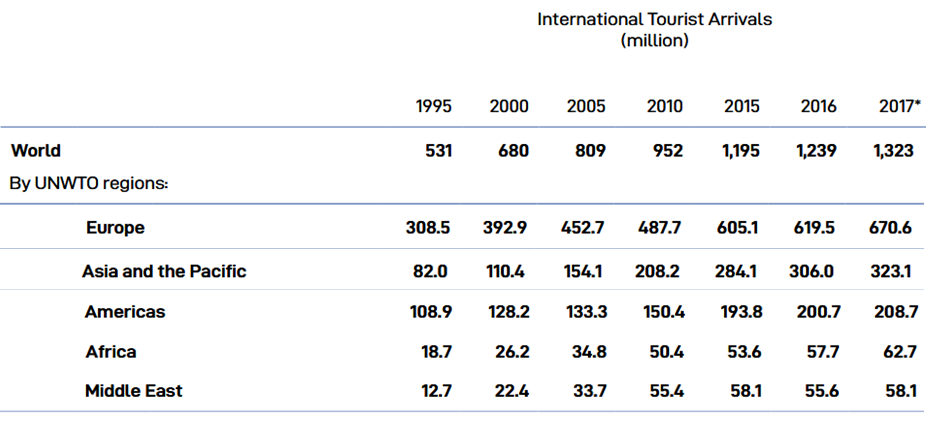 International Tourist Arrivals
(million)
1995 2000 2005 2010 2015 2016 2017*
World 531 680 809 952 1,195 1,239 1,323
By UNWTO regions:
Europe 308.5 392.9 452.7 487.7 605.1 619.5 670.6
Asia and the Pacific 82.0 110.4 154.1 208.2 284.1 306.0 323.1
Americas 108.9 128.2 133.3 150.4 193.8 200.7 208.7
Africa 18.7 26.2 34.8 50.4 53.6 57.7 62.7
Middle East 12.7 22.4 33.7 55.4 58.1 55.6 58.1